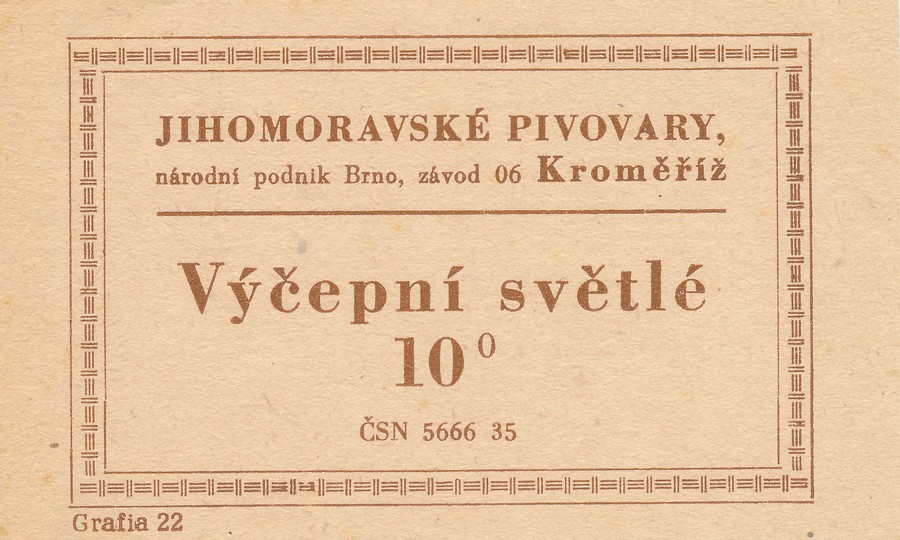 JIHOMORAVSKÉ PIVOVARY,
národní podnik Brno, závod 06 Kroměříž
Výčepní světlé
10⁰
ČSN 5666 35
Grafia 22